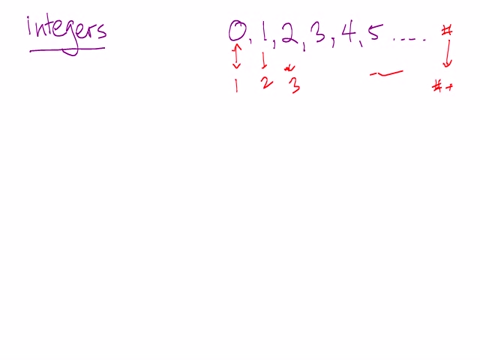 integers 0, 1, 2, 3, 4, 5 .... #
1 2 3 #+